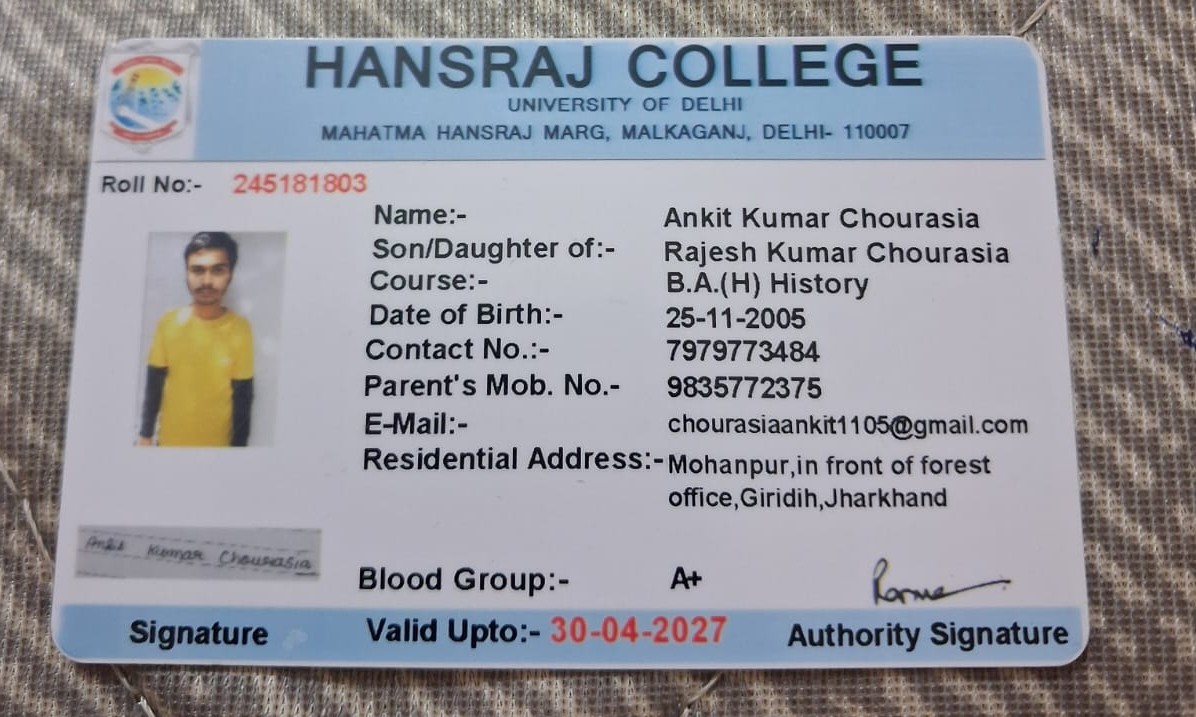 HANSRAJ COLLEGE
UNIVERSITY OF DELHI
MAHATMA HANSRAJ MARG, MALKAGANJ, DELHI- 110007
Roll No:- 245181803
Name:- Ankit Kumar Chourasia
Son/Daughter of:- Rajesh Kumar Chourasia
Course:- B.A.(H) History
Date of Birth:- 25-11-2005
Contact No.:- 7979773484
Parent's Mob. No.- 9835772375
E-Mail:- chourasiaankit1105@gmail.com
Residential Address:- Mohanpur,in front of forest
office,Giridih,Jharkhand
Ankit Kumar Chourasia
Blood Group:- A+
Signature Valid Upto:- 30-04-2027 Authority Signature